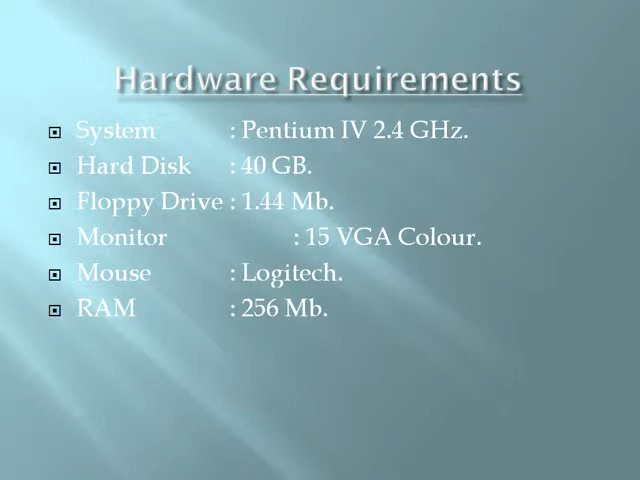 Hardware Requirements
System : Pentium IV 2.4 GHz.
Hard Disk : 40 GB.
Floppy Drive : 1.44 Mb.
Monitor : 15 VGA Colour.
Mouse : Logitech.
RAM : 256 Mb.